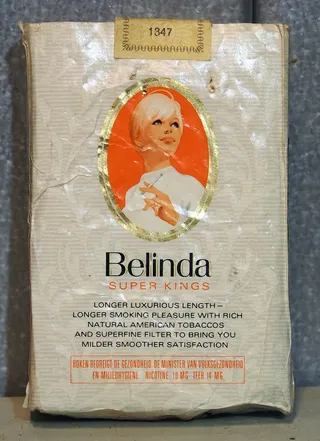 1347
Belinda
SUPER KINGS
LONGER LUXURIOUS LENGTH –
LONGER SMOKING PLEASURE WITH RICH
NATURAL AMERICAN TOBACCOS
AND SUPERFINE FILTER TO BRING YOU
MILDER SMOOTHER SATISFACTION
ROKEN BEDREIGT DE GEZONDHEID. DE MINISTER VAN VOLKSGEZONDHEID
EN MILIEUHYGIENE. NICOTINE: 10 MG. TEER 14 MG.